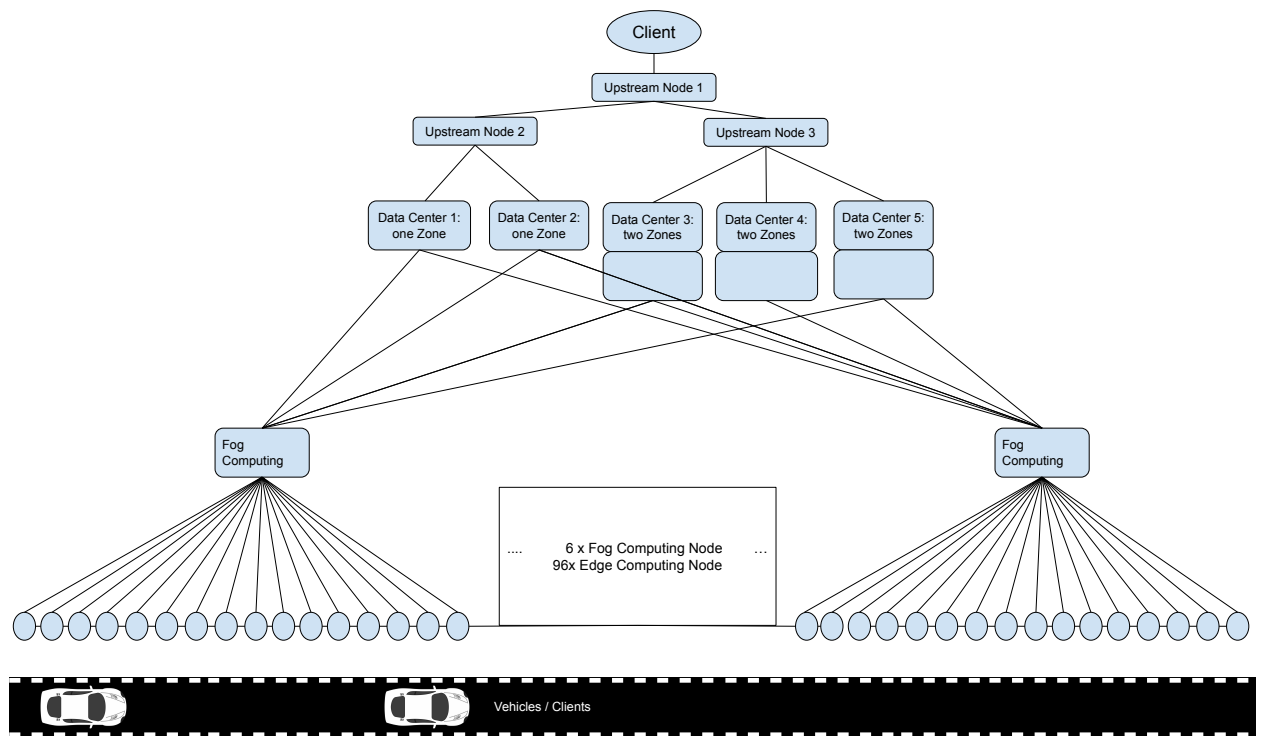 Client
Upstream Node 1
Upstream Node 2
Upstream Node 3
Data Center 1:
one Zone
Data Center 2:
one Zone
Data Center 3:
two Zones
Data Center 4:
two Zones
Data Center 5:
two Zones
Fog
Computing
Fog
Computing
.... 6 x Fog Computing Node …
96x Edge Computing Node
Vehicles / Clients